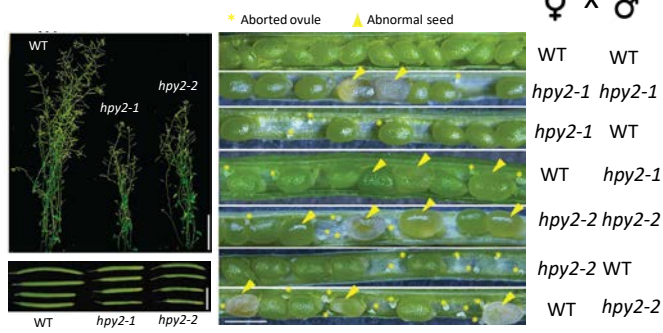 * Aborted ovule ▲ Abnormal seed
♀ x ♂
WT
hpy2-1
hpy2-2
WT hpy2-1 hpy2-2
WT WT
hpy2-1 hpy2-1
hpy2-1 WT
WT hpy2-1
hpy2-2 hpy2-2
hpy2-2 WT
WT hpy2-2